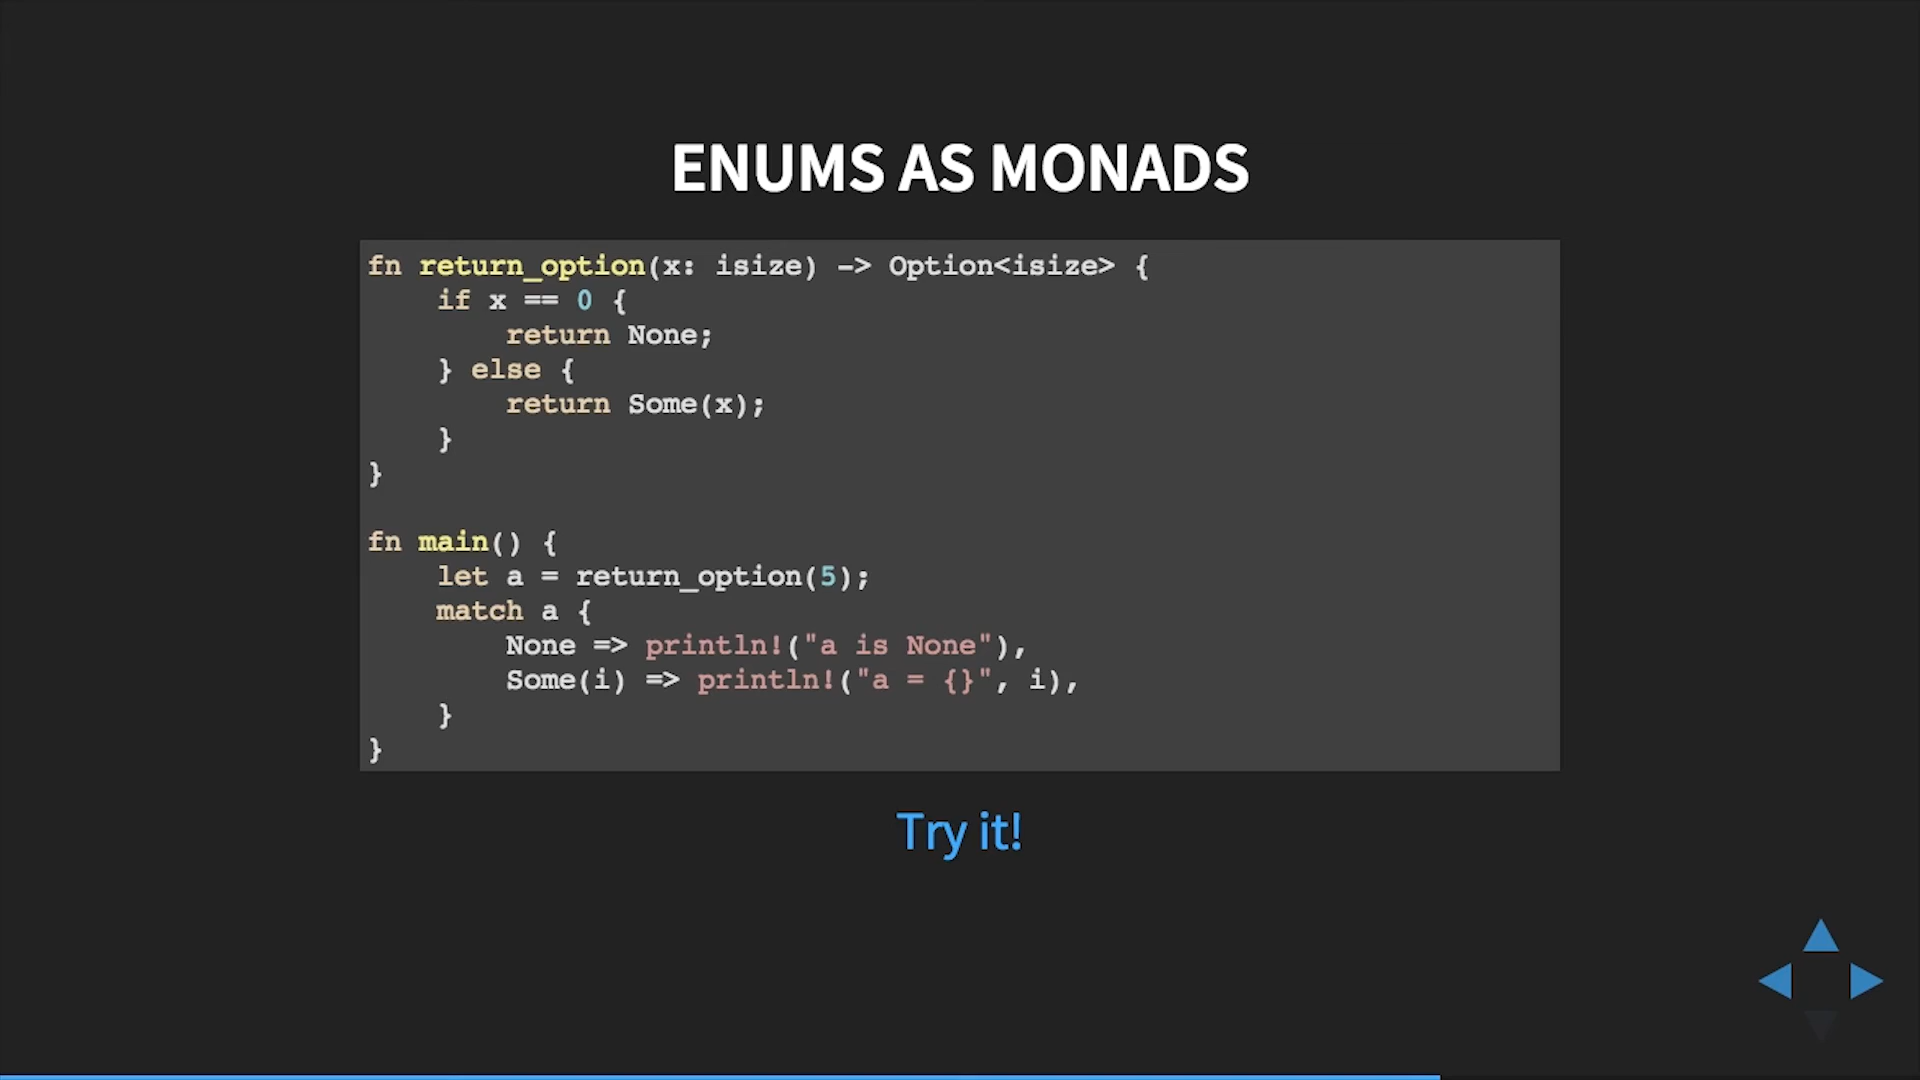 ENUMS AS MONADS
fn return_option(x: isize) -> Option<isize> {
    if x == 0 {
        return None;
    } else {
        return Some(x);
    }
}

fn main() {
    let a = return_option(5);
    match a {
        None => println!("a is None"),
        Some(i) => println!("a = {}", i),
    }
}
Try it!